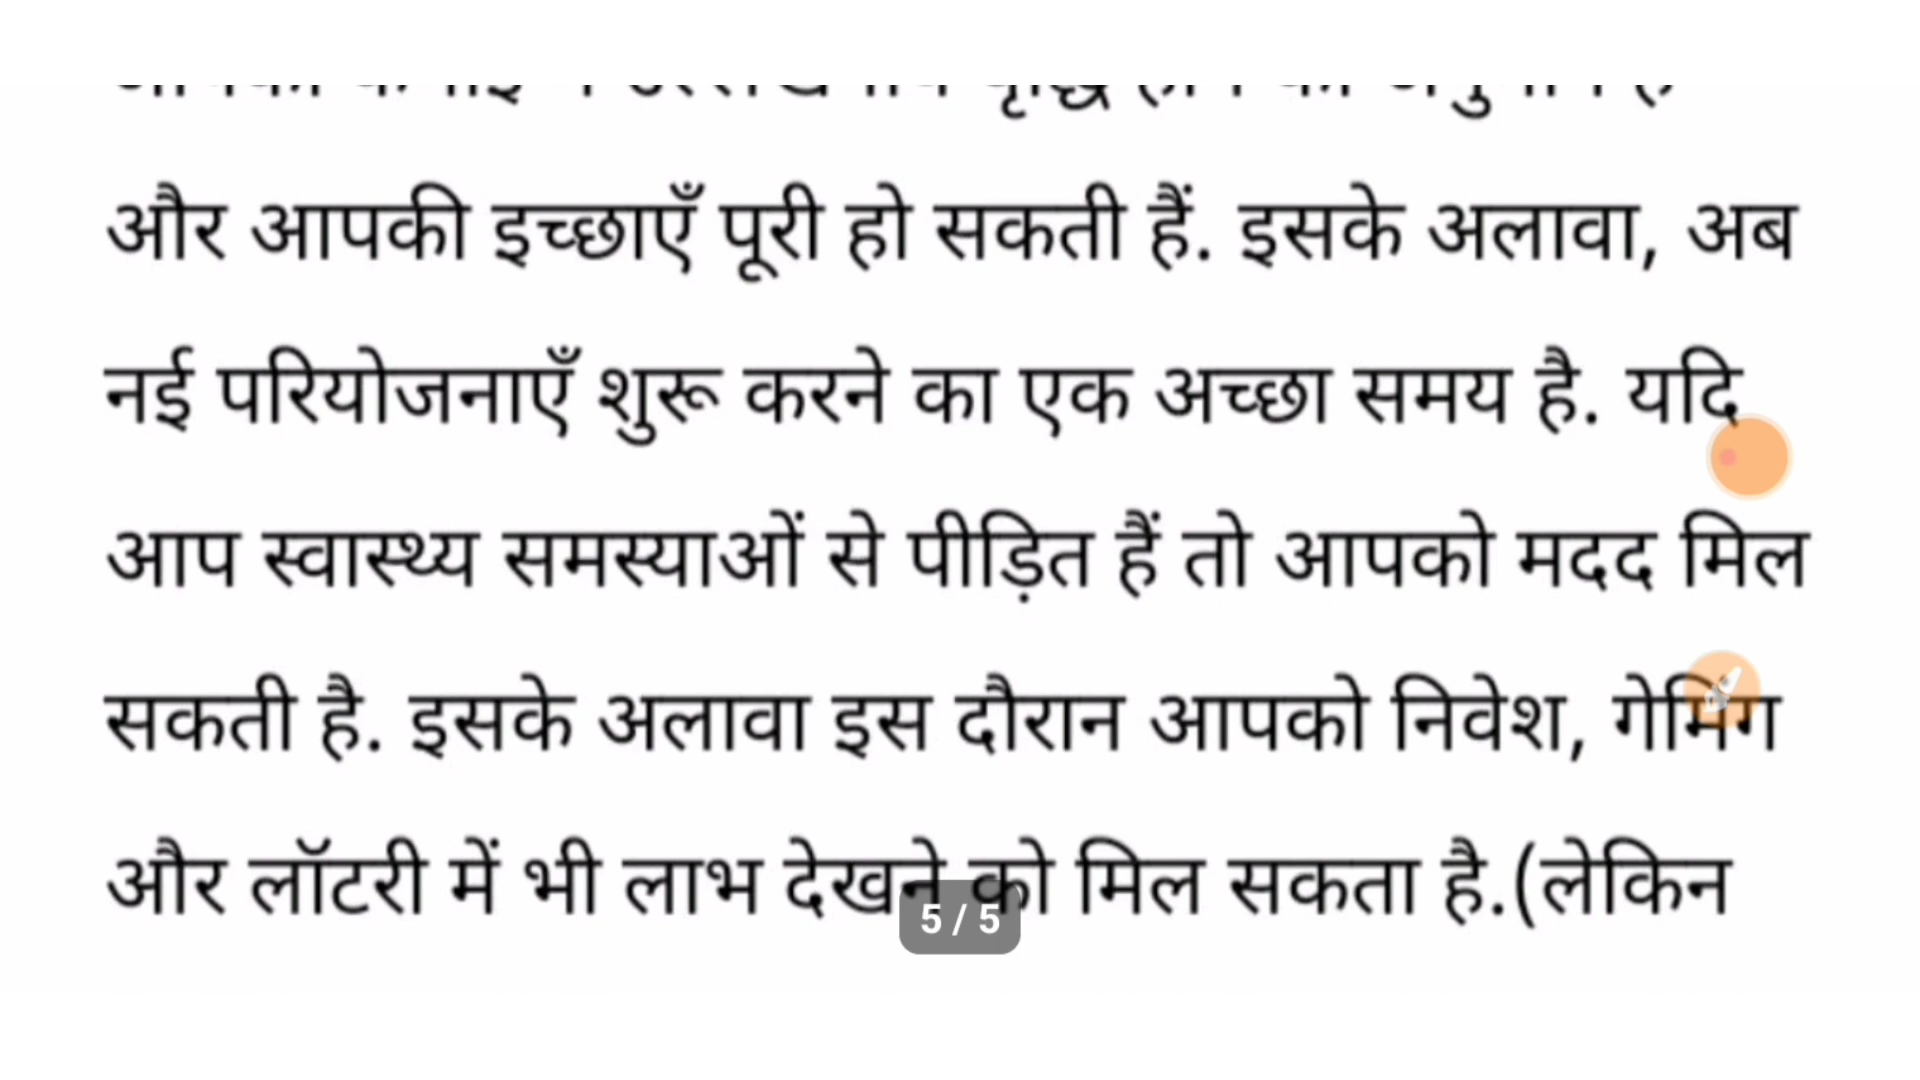 और आपकी इच्छाएँ पूरी हो सकती हैं. इसके अलावा, अब
नई परियोजनाएँ शुरू करने का एक अच्छा समय है. यदि
आप स्वास्थ्य समस्याओं से पीड़ित हैं तो आपको मदद मिल
सकती है. इसके अलावा इस दौरान आपको निवेश, गेमिंग
और लॉटरी में भी लाभ देखने को मिल सकता है.(लेकिन
5 / 5